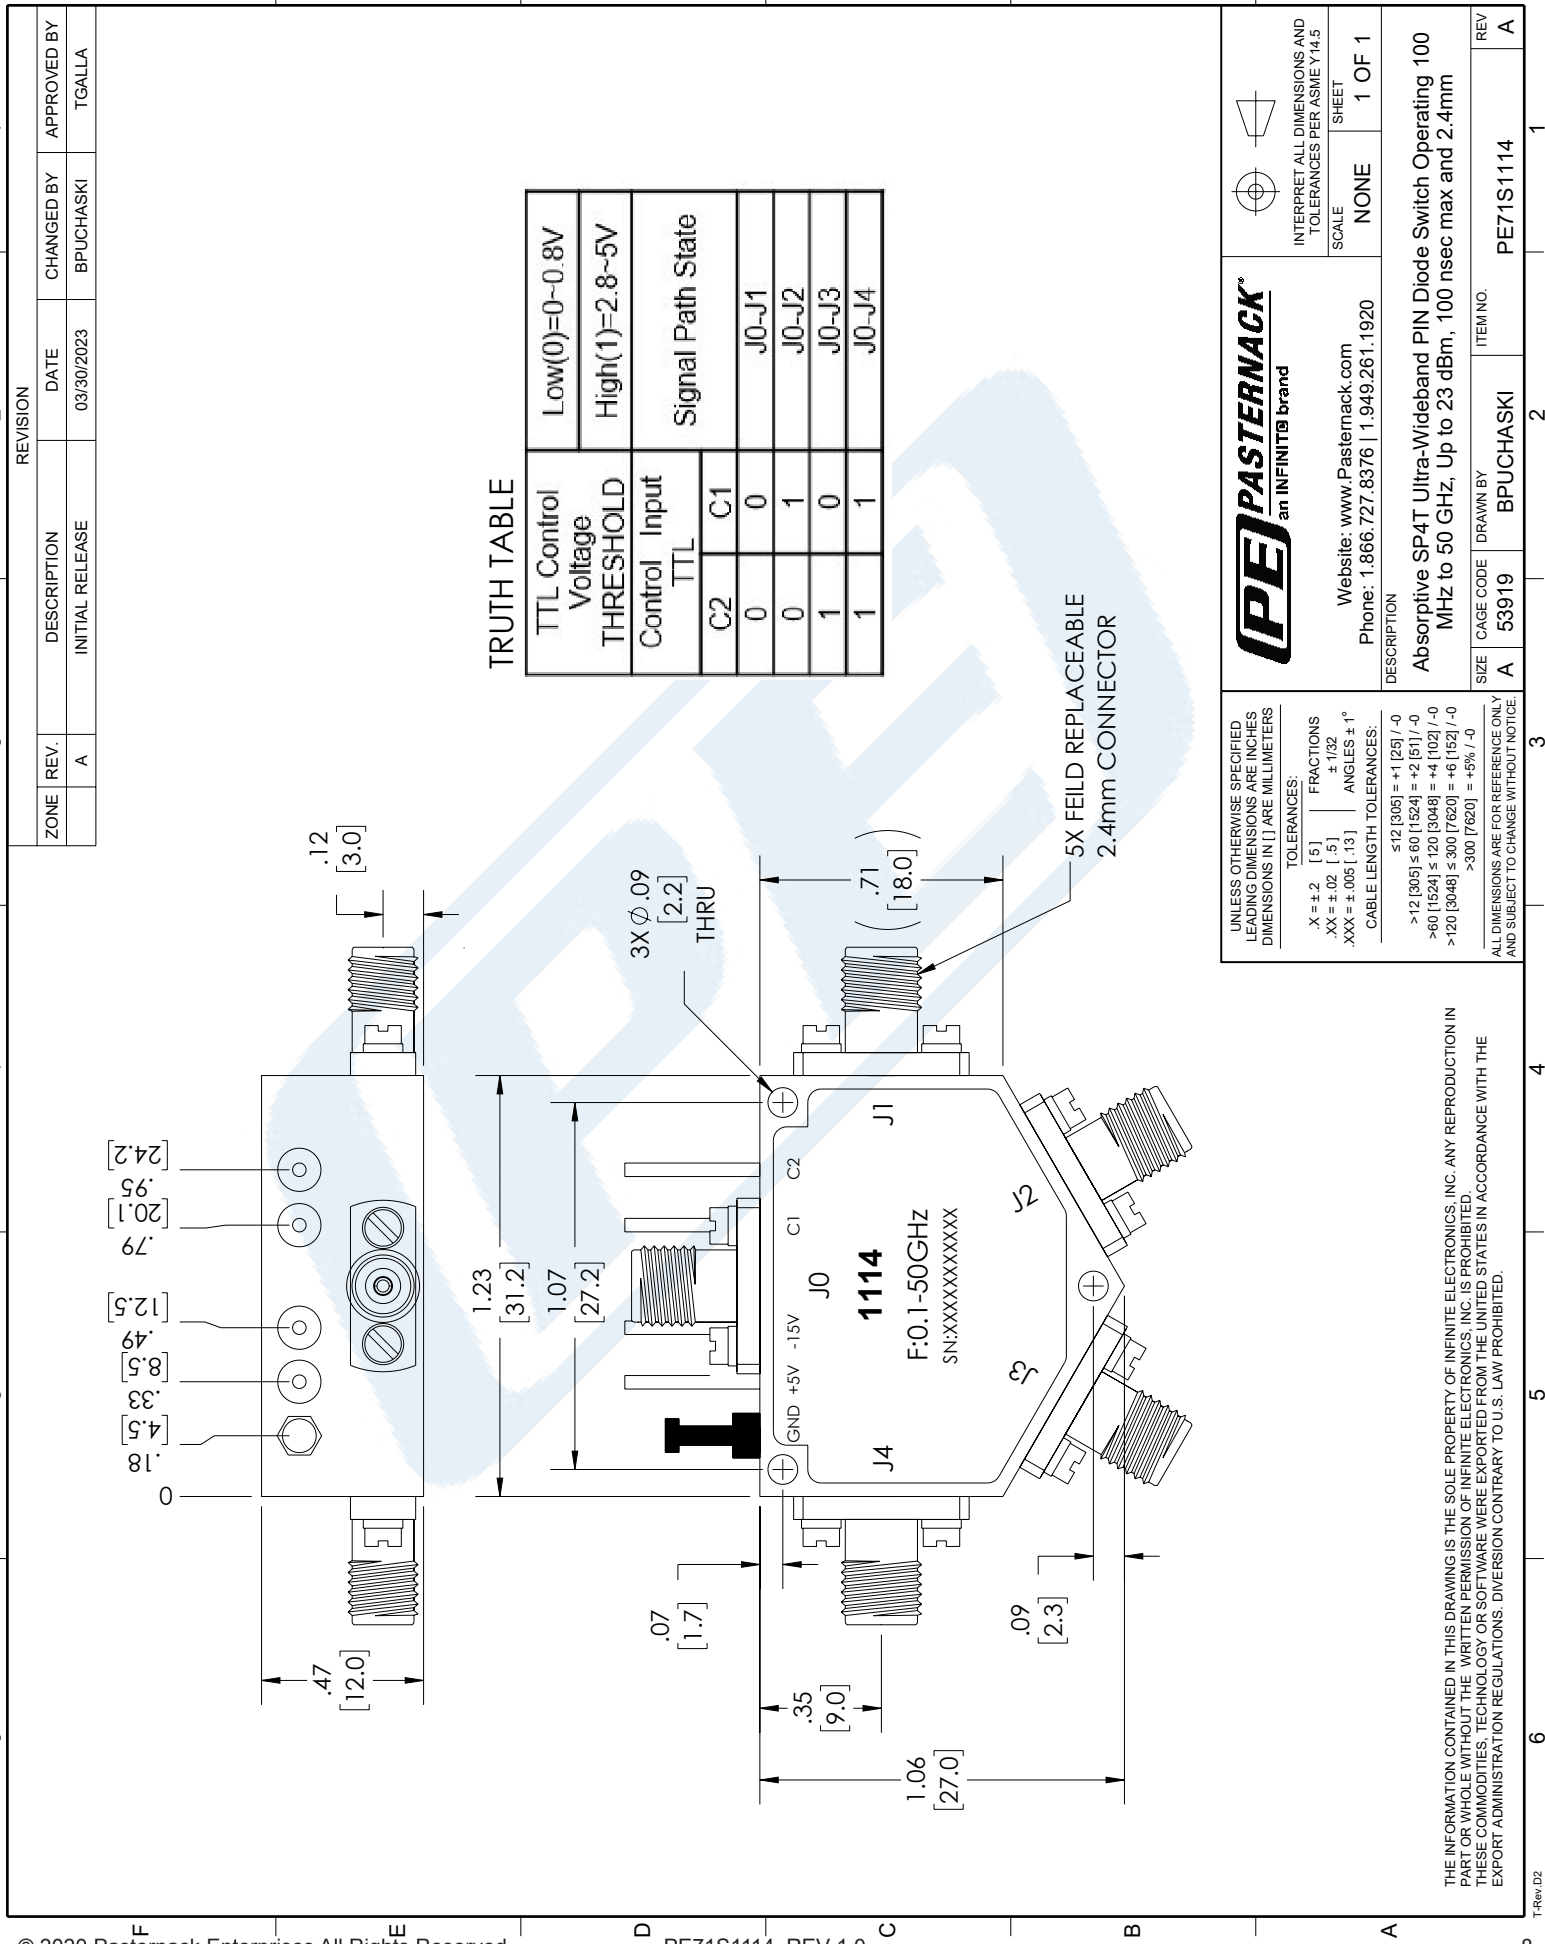 REVISION
ZONE REV. DESCRIPTION DATE CHANGED BY APPROVED BY
A INITIAL RELEASE 03/30/2023 BPUCHASKI TGALLA
0
.18
[4.5]
.33
[8.5]
.49
[12.5]
.79
[20.1]
.95
[24.2]
.47
[12.0]
.12
[3.0]
1.23
[31.2]
1.07
[27.2]
3X ∅ .09
[2.2]
THRU
.07
[1.7]
.35
[9.0]
1.06
[27.0]
.09
[2.3]
.71
[18.0]
GND +5V -15V C1 C2
J0
J4
J1
1114
F:0.1-50GHz
SN:XXXXXXXXXXX
J3
J2
5X FEILD REPLACEABLE
2.4mm CONNECTOR
TRUTH TABLE
TTL Control
Voltage
THRESHOLD
Low(0)=0~0.8V
High(1)=2.8~5V
Control Input
TTL
Signal Path State
C2 C1
0 0 J0-J1
0 1 J0-J2
1 0 J0-J3
1 1 J0-J4
UNLESS OTHERWISE SPECIFIED
LEADING DIMENSIONS ARE INCHES
DIMENSIONS IN [ ] ARE MILLIMETERS
TOLERANCES:
.X = ± .2 [ 5 ] FRACTIONS
.XX = ± .02 [ .5 ] ± 1/32
.XXX = ± .005 [ .13 ] ANGLES ± 1°
CABLE LENGTH TOLERANCES:
≤12 [305] = +1 [25] / -0
>12 [305] ≤ 60 [1524] = +2 [51] / -0
>60 [1524] ≤ 120 [3048] = +4 [102] / -0
>120 [3048] ≤ 300 [7620] = +6 [152] / -0
>300 [7620] = +5% / -0
ALL DIMENSIONS ARE FOR REFERENCE ONLY
AND SUBJECT TO CHANGE WITHOUT NOTICE.
PE PASTERNACK®
an INFINIT brand
Website: www.Pasternack.com
Phone: 1.866.727.8376 | 1.949.261.1920
INTERPRET ALL DIMENSIONS AND
TOLERANCES PER ASME Y14.5
SCALE
NONE
SHEET
1 OF 1
DESCRIPTION
Absorptive SP4T Ultra-Wideband PIN Diode Switch Operating 100
MHz to 50 GHz, Up to 23 dBm, 100 nsec max and 2.4mm
SIZE
A
CAGE CODE
53919
DRAWN BY
BPUCHASKI
ITEM NO.
PE71S1114
REV
A
THE INFORMATION CONTAINED IN THIS DRAWING IS THE SOLE PROPERTY OF INFINITE ELECTRONICS, INC. ANY REPRODUCTION IN
PART OR WHOLE WITHOUT THE WRITTEN PERMISSION OF INFINITE ELECTRONICS, INC. IS PROHIBITED.
THESE COMMODITIES, TECHNOLOGY OR SOFTWARE WERE EXPORTED FROM THE UNITED STATES IN ACCORDANCE WITH THE
EXPORT ADMINISTRATION REGULATIONS. DIVERSION CONTRARY TO U.S. LAW PROHIBITED.
T-Rev.D2
6 5 4 3 2 1
F
E
D
C
B
A
PE